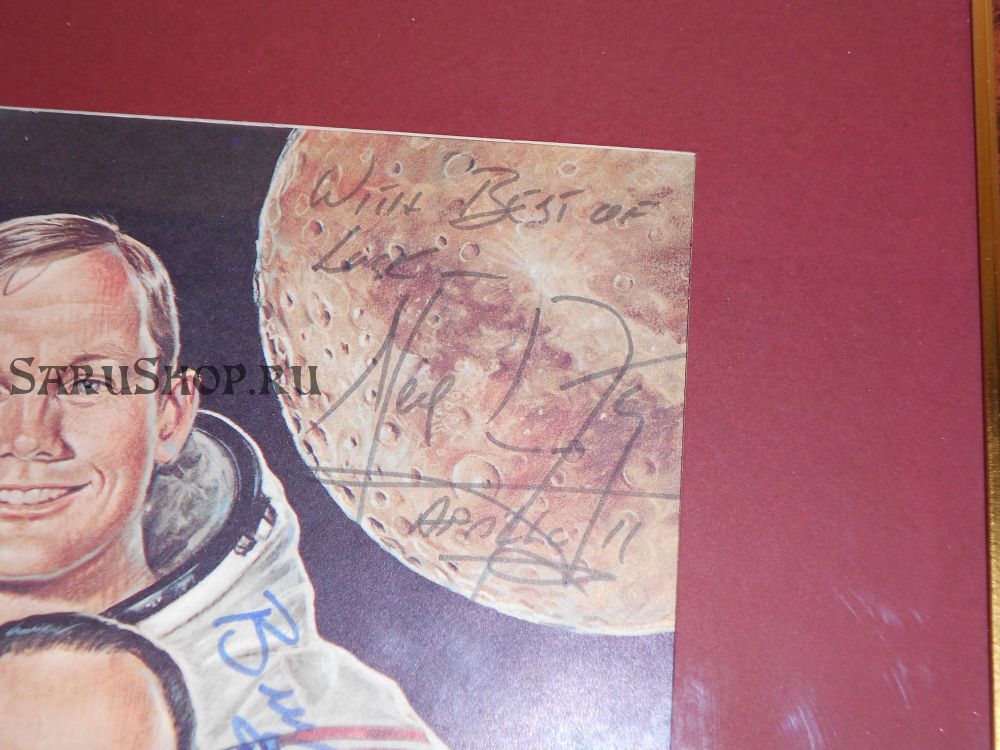 With Best of
Luck —
Neil
Apollo 11
SaruShop.ru